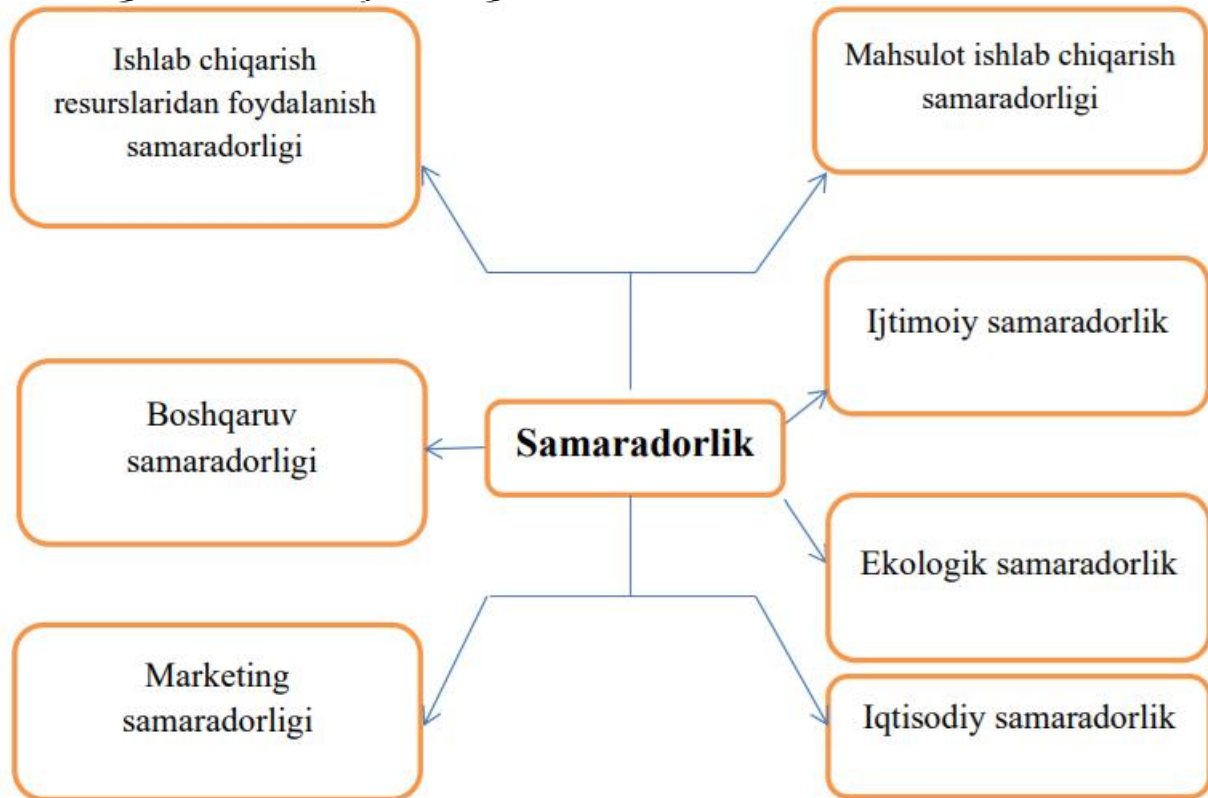 Ishlab chiqarish
resurslaridan foydalanish
samaradorligi
Mahsulot ishlab chiqarish
samaradorligi
Ijtimoiy samaradorlik
Boshqaruv
samaradorligi
Samaradorlik
Ekologik samaradorlik
Marketing
samaradorligi
Iqtisodiy samaradorlik